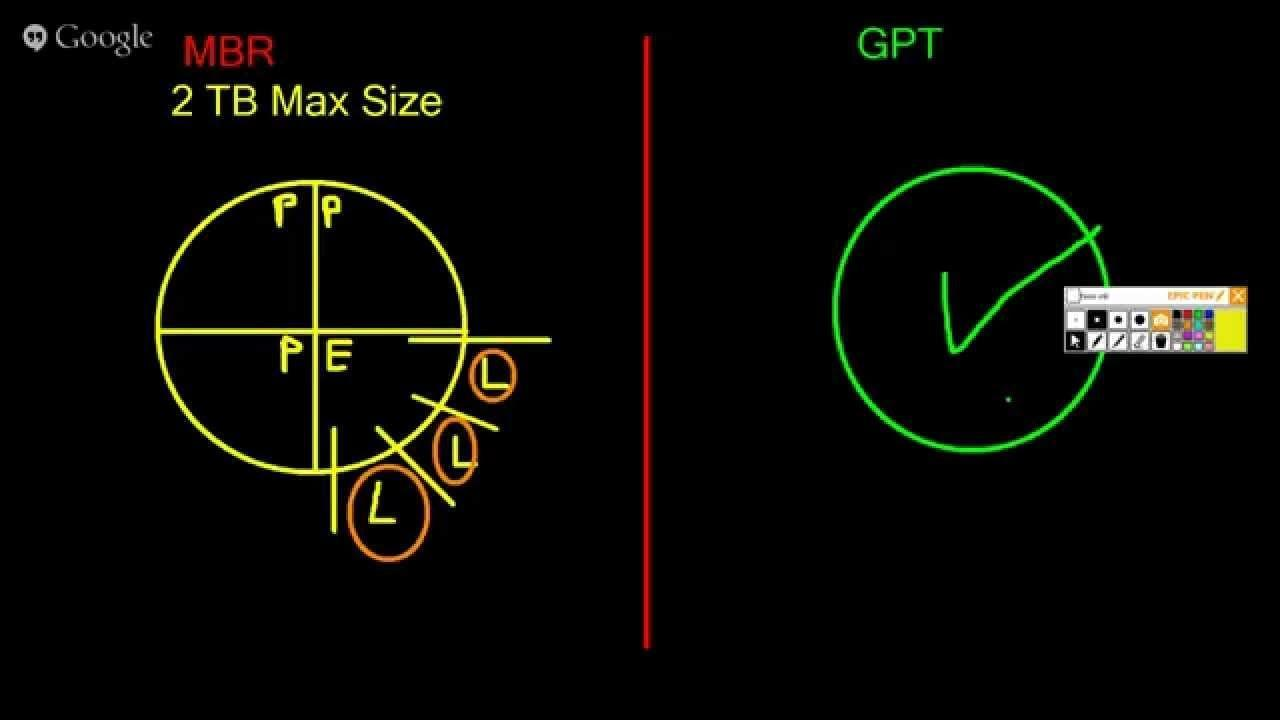 Google
MBR
2 TB Max Size
P P
P E
L
L
L
GPT
EPIC PEN